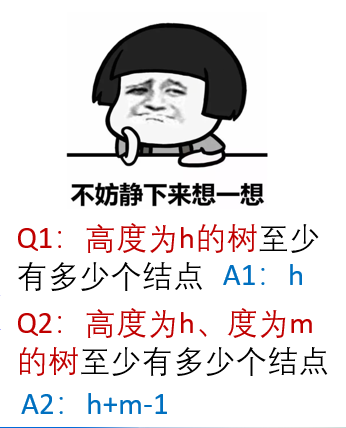 不妨静下来想一想
Q1：高度为h的树至少
有多少个结点 A1：h
Q2：高度为h、度为m
的树至少有多少个结点
A2：h+m-1